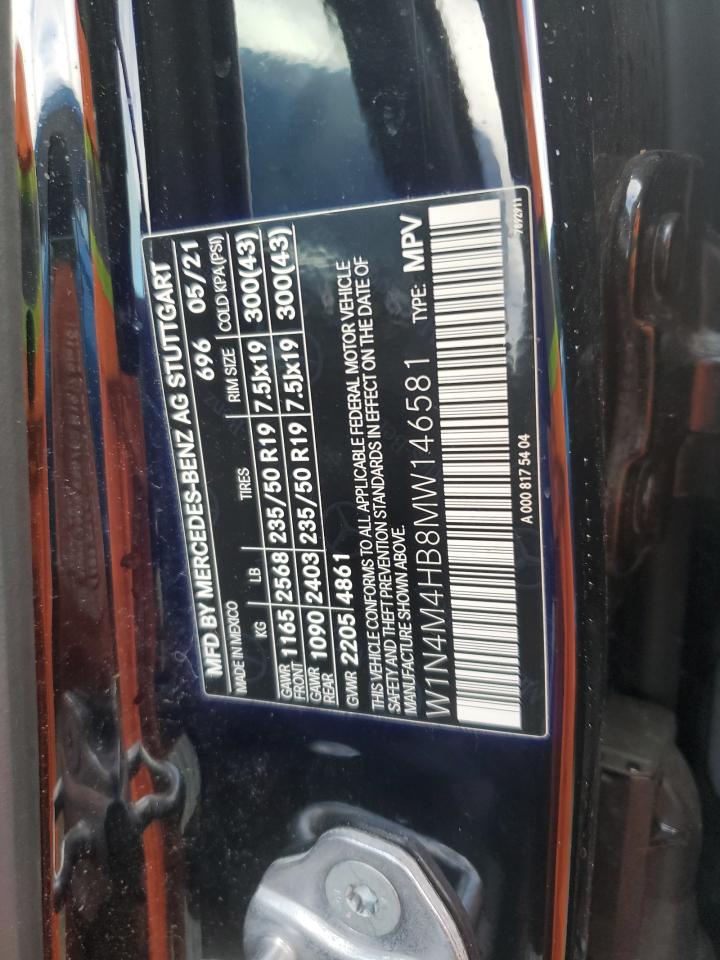 MFD BY MERCEDES-BENZ AG STUTTGART
MADE IN MEXICO 696 05/21
KG LB TIRES RIM SIZE COLD KPA(PSI)
GAWR FRONT 1165 2568 235/50 R19 7.5Jx19 300(43)
GAWR REAR 1090 2403 235/50 R19 7.5Jx19 300(43)
GVWR 2205 4861
THIS VEHICLE CONFORMS TO ALL APPLICABLE FEDERAL MOTOR VEHICLE
SAFETY AND THEFT PREVENTION STANDARDS IN EFFECT ON THE DATE OF
MANUFACTURE SHOWN ABOVE.
W1N4M4HB8MW146581 TYPE: MPV
A 000 817 54 04 7892911